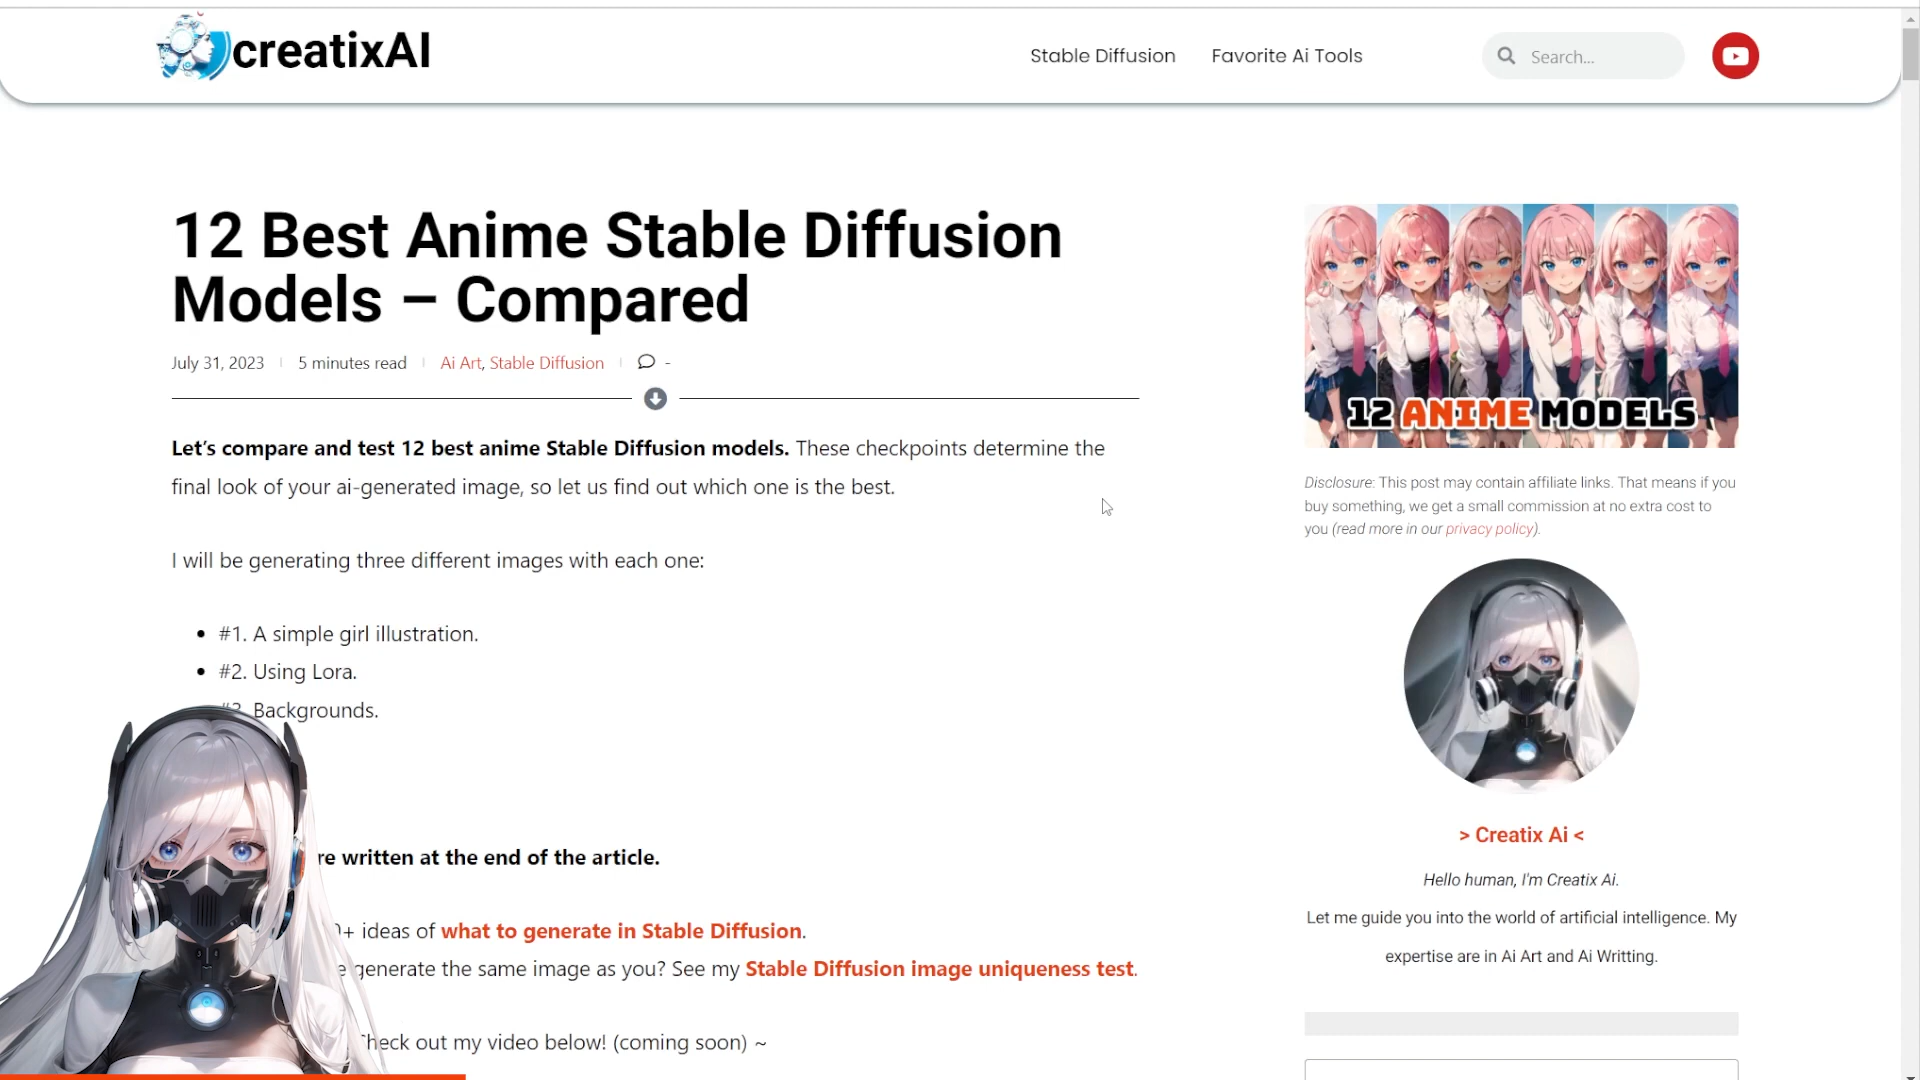 creatixAI
Stable Diffusion
Favorite Ai Tools
Search...
12 Best Anime Stable Diffusion
Models – Compared
July 31, 2023
5 minutes read
Ai Art, Stable Diffusion
-
Let's compare and test 12 best anime Stable Diffusion models. These checkpoints determine the
final look of your ai-generated image, so let us find out which one is the best.
I will be generating three different images with each one:
• #1. A simple girl illustration.
• #2. Using Lora.
Backgrounds.
written at the end of the article.
ideas of what to generate in Stable Diffusion.
generate the same image as you? See my Stable Diffusion image uniqueness test.
out my video below! (coming soon) ~
12 ANIME MODELS
Disclosure: This post may contain affiliate links. That means if you
buy something, we get a small commission at no extra cost to
you (read more in our privacy policy).
> Creatix Ai <
Hello human, I'm Creatix Ai.
Let me guide you into the world of artificial intelligence. My
expertise are in Ai Art and Ai Writting.